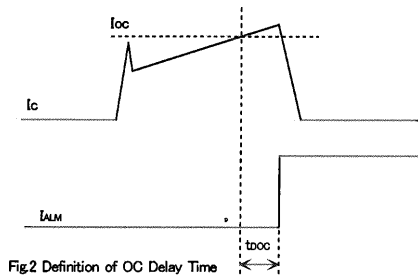 Ioc
Ic
IALM
tDOC
Fig.2 Definition of OC Delay Time